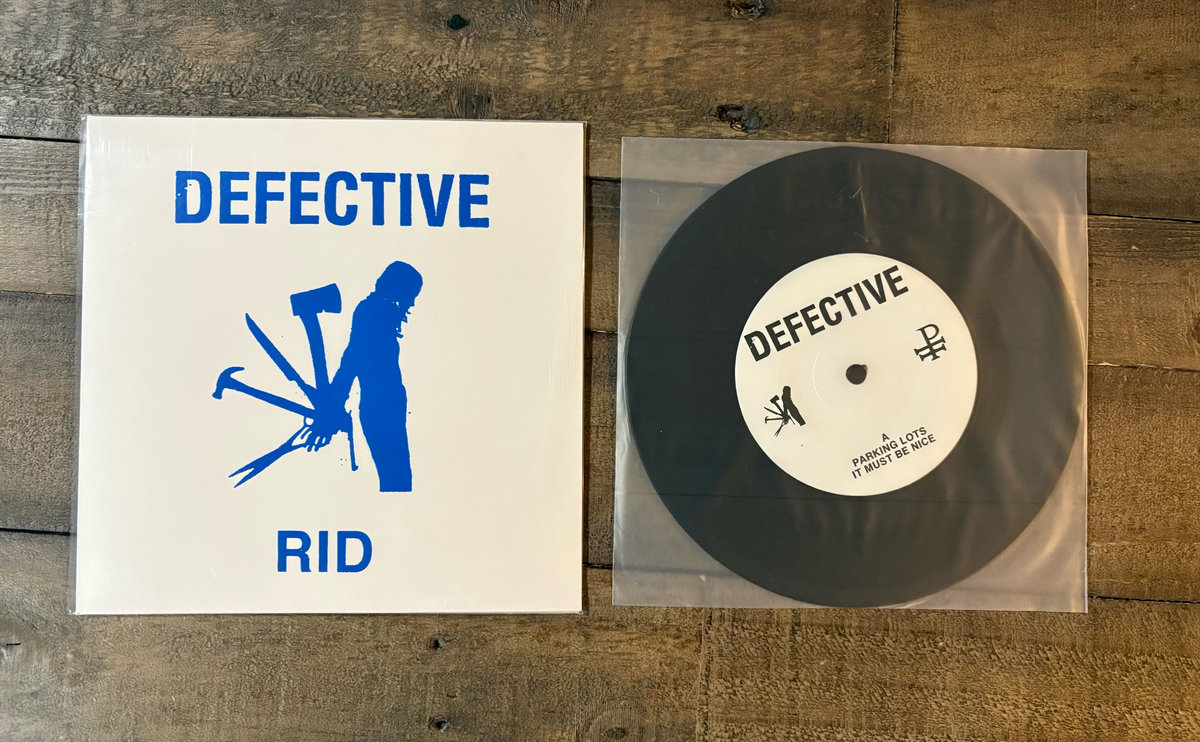 DEFECTIVE
RID
DEFECTIVE
A
PARKING LOTS
IT MUST BE NICE